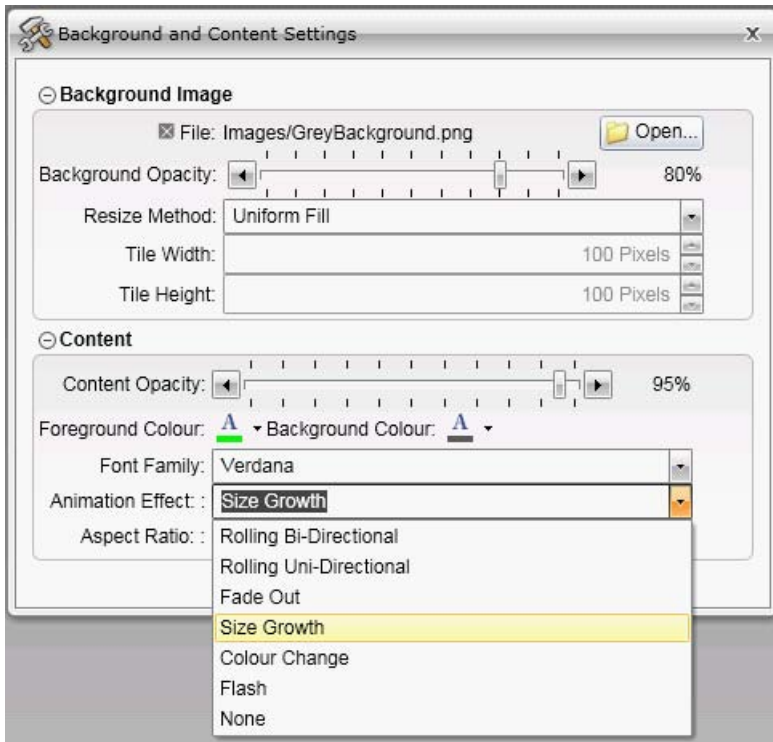 Background and Content Settings
Background Image
File: Images/GreyBackground.png Open...
Background Opacity: 80%
Resize Method: Uniform Fill
Tile Width: 100 Pixels
Tile Height: 100 Pixels
Content
Content Opacity: 95%
Foreground Colour: A Background Colour: A
Font Family: Verdana
Animation Effect: : Size Growth
Aspect Ratio: :
Rolling Bi-Directional
Rolling Uni-Directional
Fade Out
Size Growth
Colour Change
Flash
None